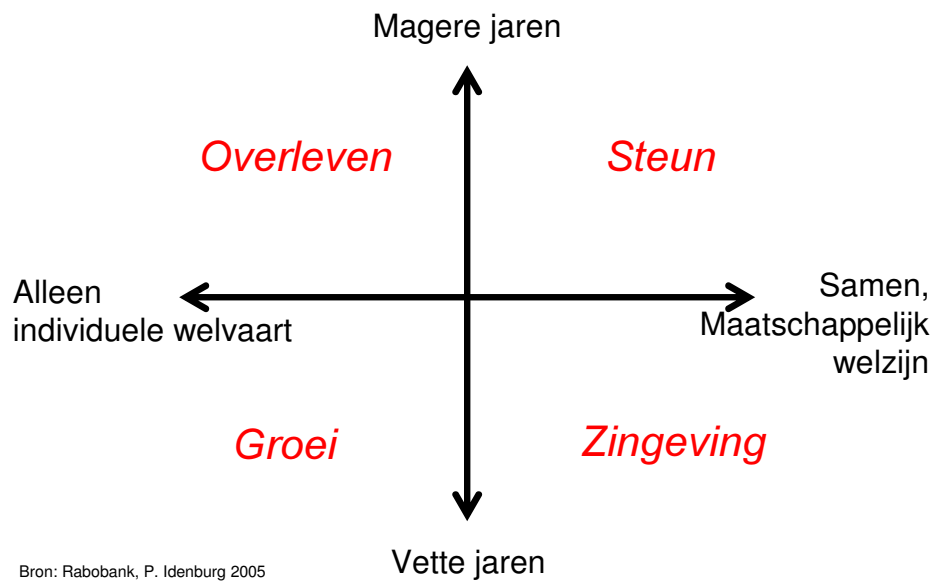 Magere jaren
Overleven
Steun
Alleen
individuele welvaart
Samen,
Maatschappelijk
welzijn
Groei
Zingeving
Vette jaren
Bron: Rabobank, P. Idenburg 2005